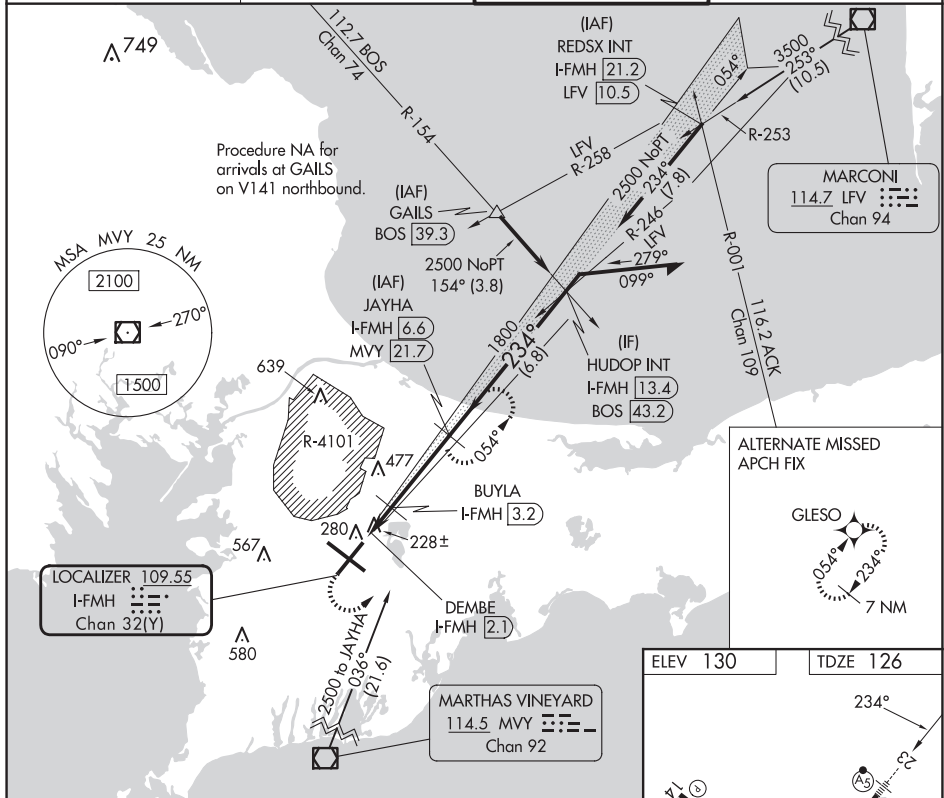 749
112.7 BOS
Chan 74
R-154
(IAF)
REDSX INT
I-FMH 21.2
LFV 10.5
054°
3500
253°
(10.5)
R-253
LFV
R-258
2500 NoPT
234°
(7.8)
R-246
LFV
MARCONI
114.7 LFV
Chan 94
Procedure NA for
arrivals at GAILS
on V141 northbound.
(IAF)
GAILS
BOS 39.3
2500 NoPT
154° (3.8)
279°
099°
R-001
116.2 ACK
Chan 109
MSA MVY 25 NM
2100
270°
090°
1500
(IAF)
JAYHA
I-FMH 6.6
MVY 21.7
1800
234°
(6.8)
(IF)
HUDOP INT
I-FMH 13.4
BOS 43.2
639
R-4101
477
054°
BUYLA
I-FMH 3.2
280
228±
567
LOCALIZER 109.55
I-FMH
Chan 32(Y)
580
DEMBE
I-FMH 2.1
2500 to JAYHA
036°
(21.6)
MARTHAS VINEYARD
114.5 MVY
Chan 92
ALTERNATE MISSED
APCH FIX
GLESO
054°
234°
7 NM
ELEV 130
TDZE 126
234°
23
A5
P
14